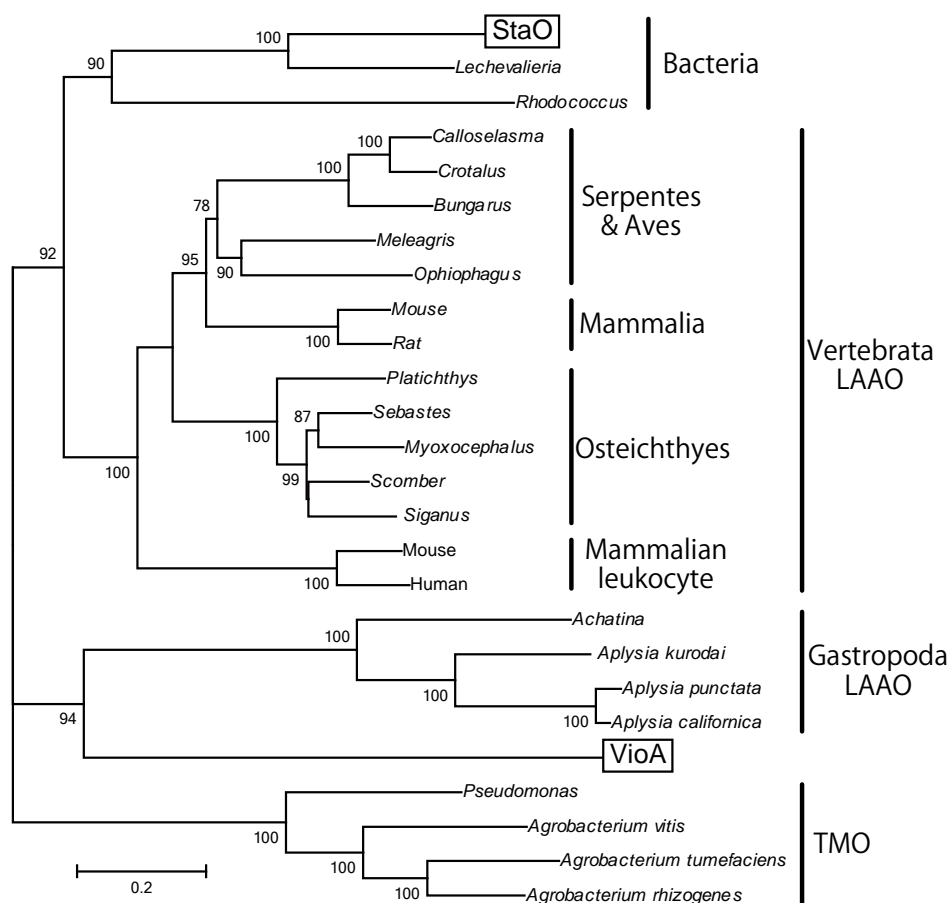 StaO
100
Lechevalieria
90
Bacteria
Rhodococcus
Calloselasma
100
Crotalus
100
Bungarus
Serpentes
& Aves
78
Meleagris
95
90
Ophiophagus
92
Mouse
Mammalia
100
Rat
Vertebrata
LAAO
Platichthys
Sebastes
87
100
Myoxocephalus
Osteichthyes
100
99
Scomber
Siganus
Mouse
Mammalian
leukocyte
100
Human
Achatina
100
Aplysia kurodai
Gastropoda
LAAO
100
Aplysia punctata
94
100
Aplysia californica
VioA
Pseudomonas
100
Agrobacterium vitis
TMO
100
Agrobacterium tumefaciens
100
Agrobacterium rhizogenes
0.2